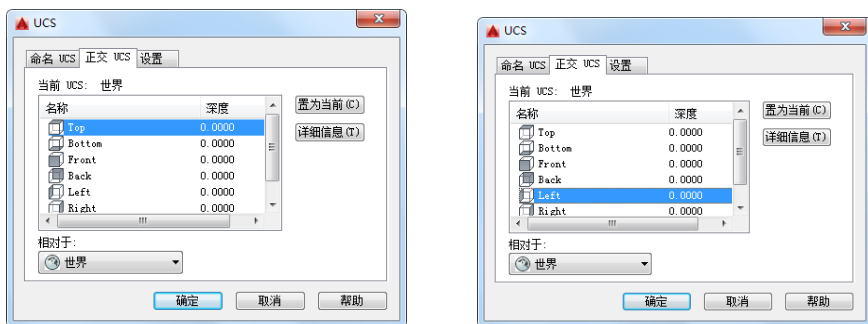 UCS
命名 UCS 正交 UCS 设置
当前 UCS: 世界
名称 深度
Top 0.0000
Bottom 0.0000
Front 0.0000
Back 0.0000
Left 0.0000
Right 0.0000
置为当前(C)
详细信息(T)
相对于:
世界
确定 取消 帮助
UCS
命名 UCS 正交 UCS 设置
当前 UCS: 世界
名称 深度
Top 0.0000
Bottom 0.0000
Front 0.0000
Back 0.0000
Left 0.0000
Right 0.0000
置为当前(C)
详细信息(T)
相对于:
世界
确定 取消 帮助